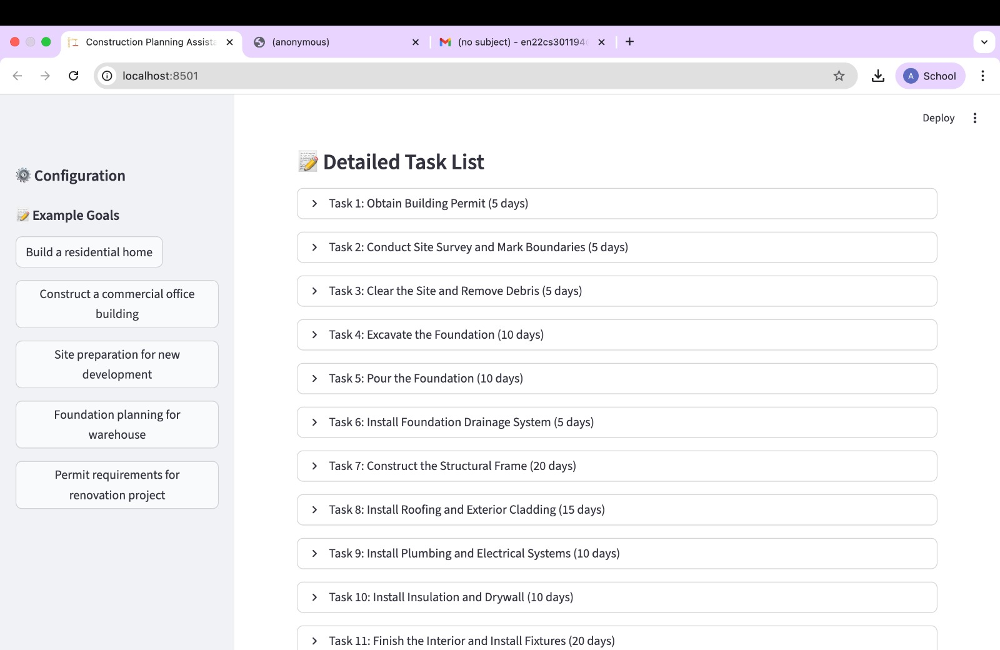 Construction Planning Assista
(anonymous)
(no subject) - en22cs301194
localhost:8501
A School
Deploy
Configuration
Example Goals
Build a residential home
Construct a commercial office
building
Site preparation for new
development
Foundation planning for
warehouse
Permit requirements for
renovation project
Detailed Task List
Task 1: Obtain Building Permit (5 days)
Task 2: Conduct Site Survey and Mark Boundaries (5 days)
Task 3: Clear the Site and Remove Debris (5 days)
Task 4: Excavate the Foundation (10 days)
Task 5: Pour the Foundation (10 days)
Task 6: Install Foundation Drainage System (5 days)
Task 7: Construct the Structural Frame (20 days)
Task 8: Install Roofing and Exterior Cladding (15 days)
Task 9: Install Plumbing and Electrical Systems (10 days)
Task 10: Install Insulation and Drywall (10 days)
Task 11: Finish the Interior and Install Fixtures (20 days)